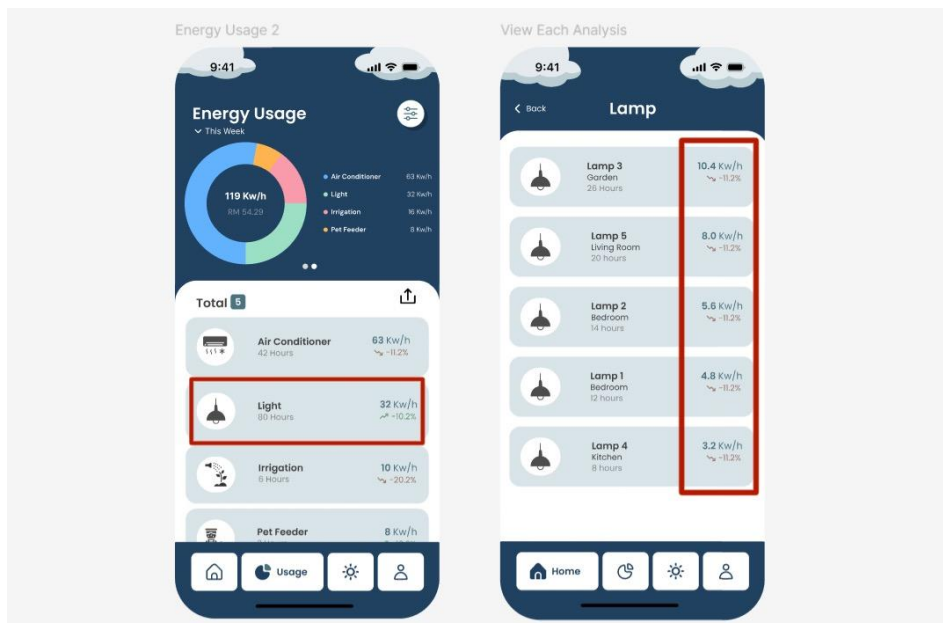 Energy Usage 2
9:41
Energy Usage
This Week
119 Kw/h
RM 54.29
Air Conditioner 63 Kw/h
Light 32 Kw/h
Irrigation 16 Kw/h
Pet Feeder 8 Kw/h
Total 5
Air Conditioner 63 Kw/h
42 Hours -11.2%
Light 32 Kw/h
80 Hours -10.2%
Irrigation 10 Kw/h
6 Hours -20.2%
Pet Feeder 8 Kw/h
Usage
View Each Analysis
9:41
Back Lamp
Lamp 3 10.4 Kw/h
Garden -11.2%
26 Hours
Lamp 5 8.0 Kw/h
Living Room -11.2%
20 hours
Lamp 2 5.6 Kw/h
Bedroom -11.2%
14 hours
Lamp 1 4.8 Kw/h
Bedroom -11.2%
12 hours
Lamp 4 3.2 Kw/h
Kitchen -11.2%
8 hours
Home